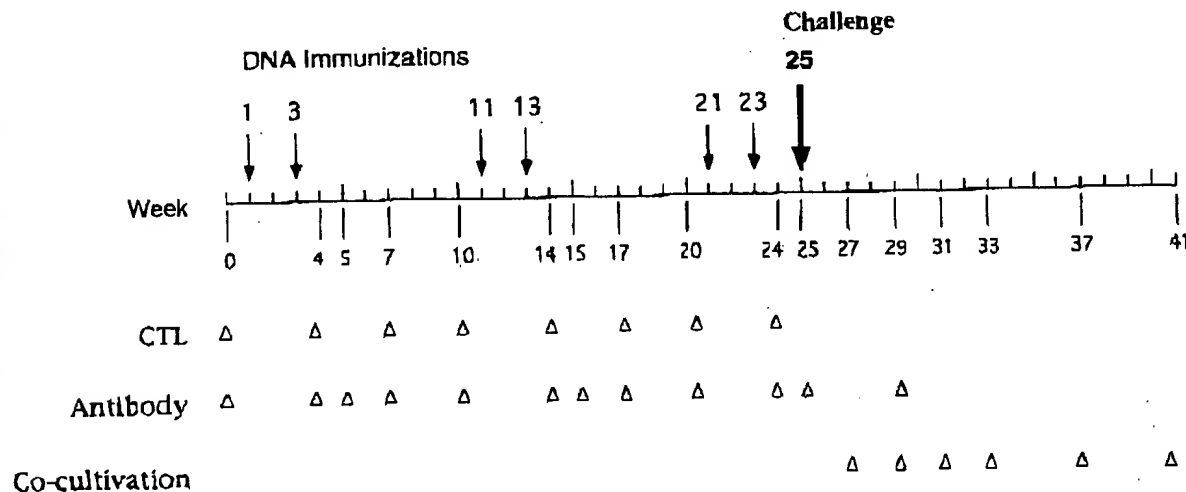 Challenge
DNA Immunizations 25
1 3 11 13 21 23
Week
0 4 5 7 10. 14 15 17 20 24 25 27 29 31 33 37 41
CTL
Antibody
Co-cultivation